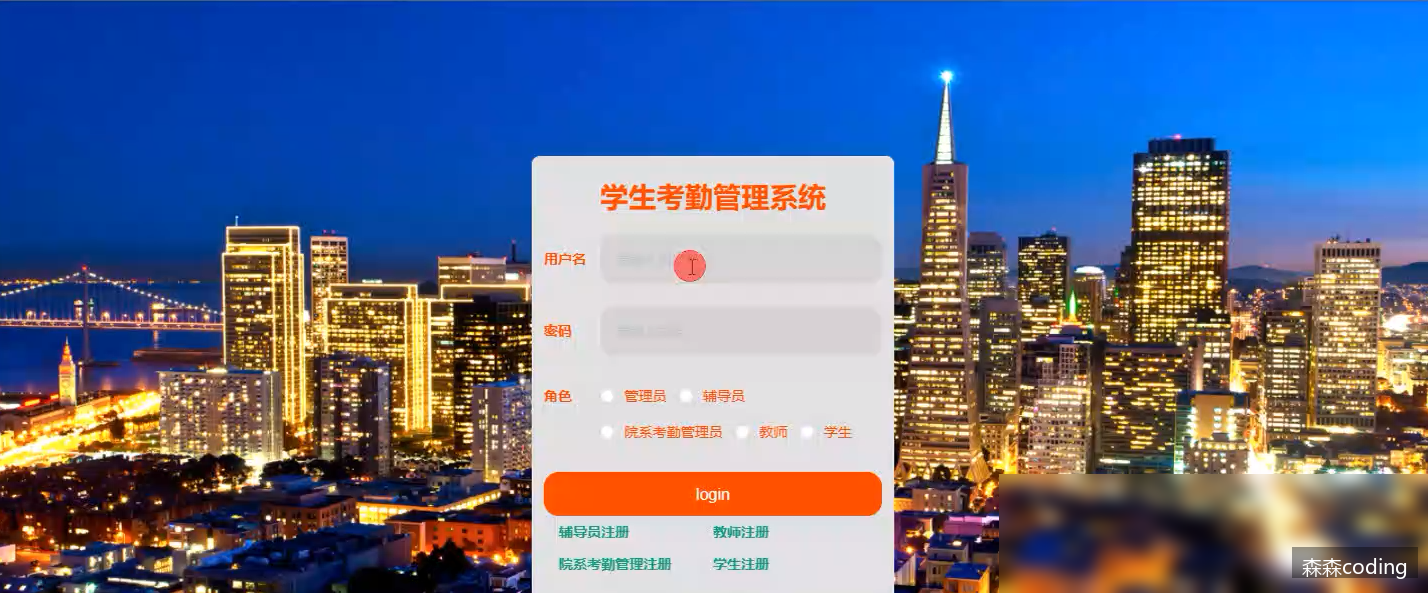 学生考勤管理系统
用户名
密码
角色 管理员 辅导员
院系考勤管理员 教师 学生
login
辅导员注册 教师注册
院系考勤管理注册 学生注册
森森coding